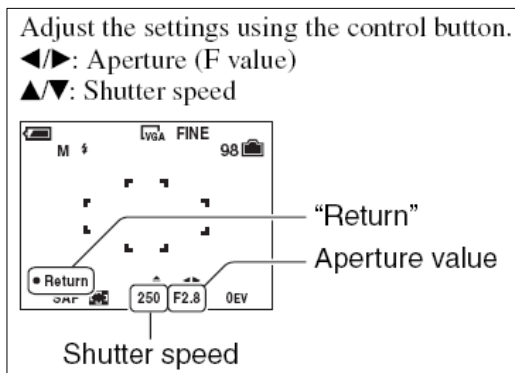 Adjust the settings using the control button.
◀/▶: Aperture (F value)
▲/▼: Shutter speed
VGA FINE
M 98
"Return"
Aperture value
● Return
250 F2.8 0EV
Shutter speed